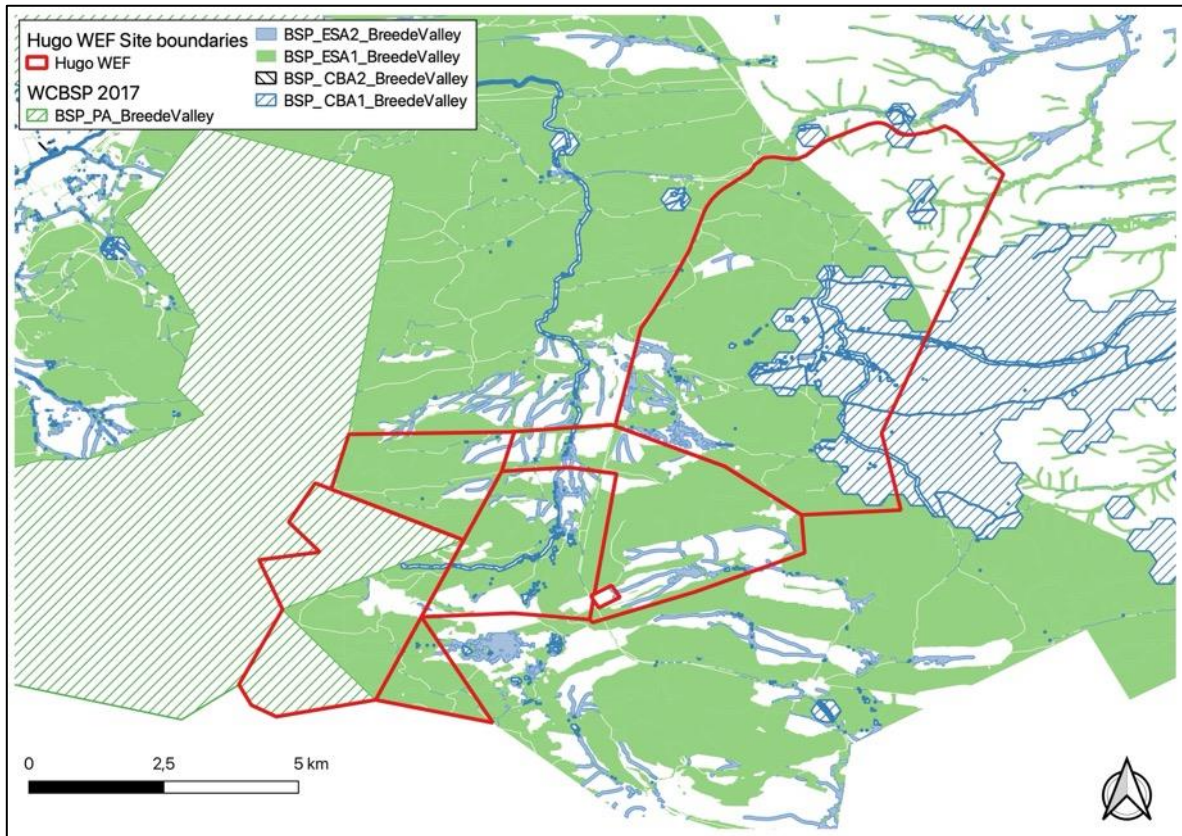 Hugo WEF Site boundaries
Hugo WEF
WCBSP 2017
BSP_PA_BreedeValley
BSP_ESA2_BreedeValley
BSP_ESA1_BreedeValley
BSP_CBA2_BreedeValley
BSP_CBA1_BreedeValley
0 2,5 5 km